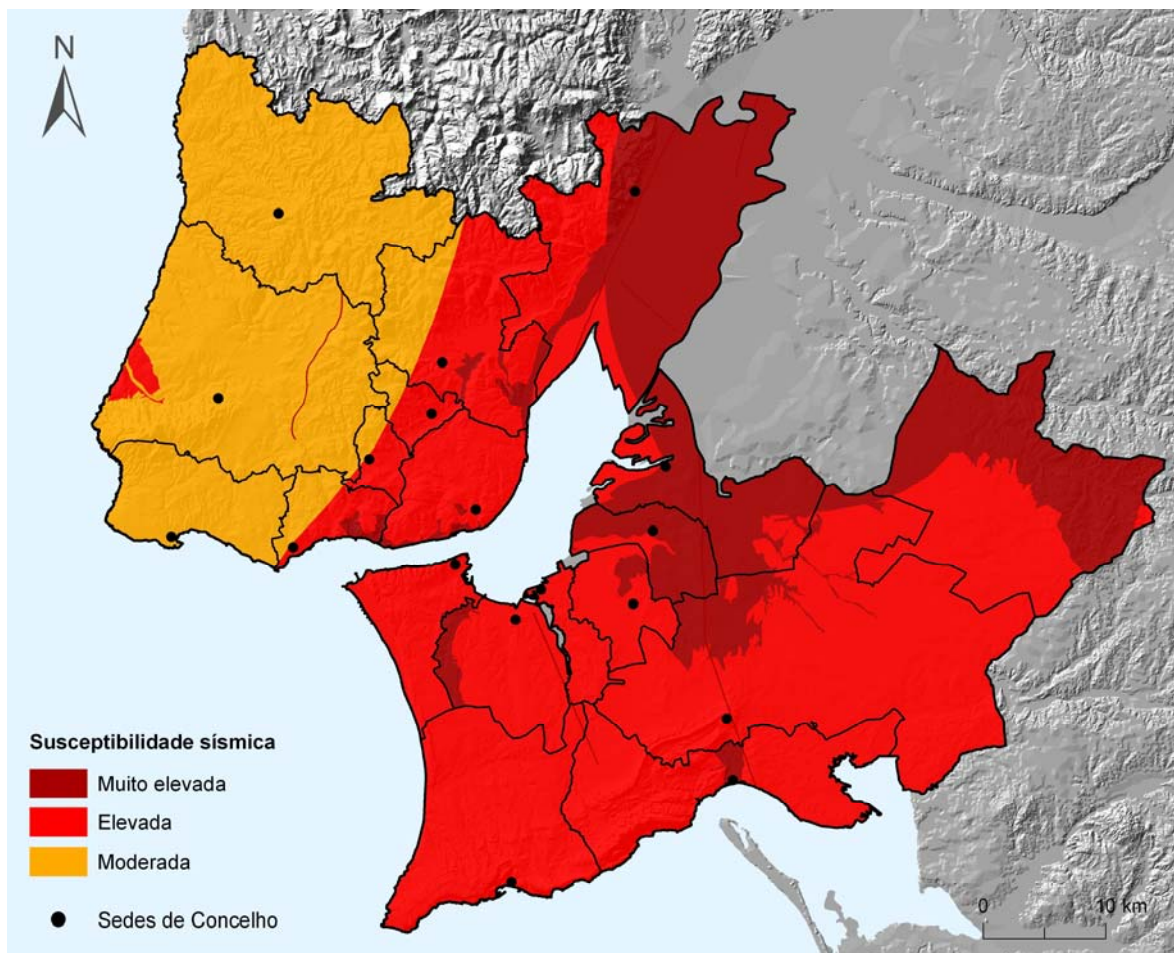 N
Susceptibilidade sísmica
Muito elevada
Elevada
Moderada
Sedes de Concelho
0 10 km